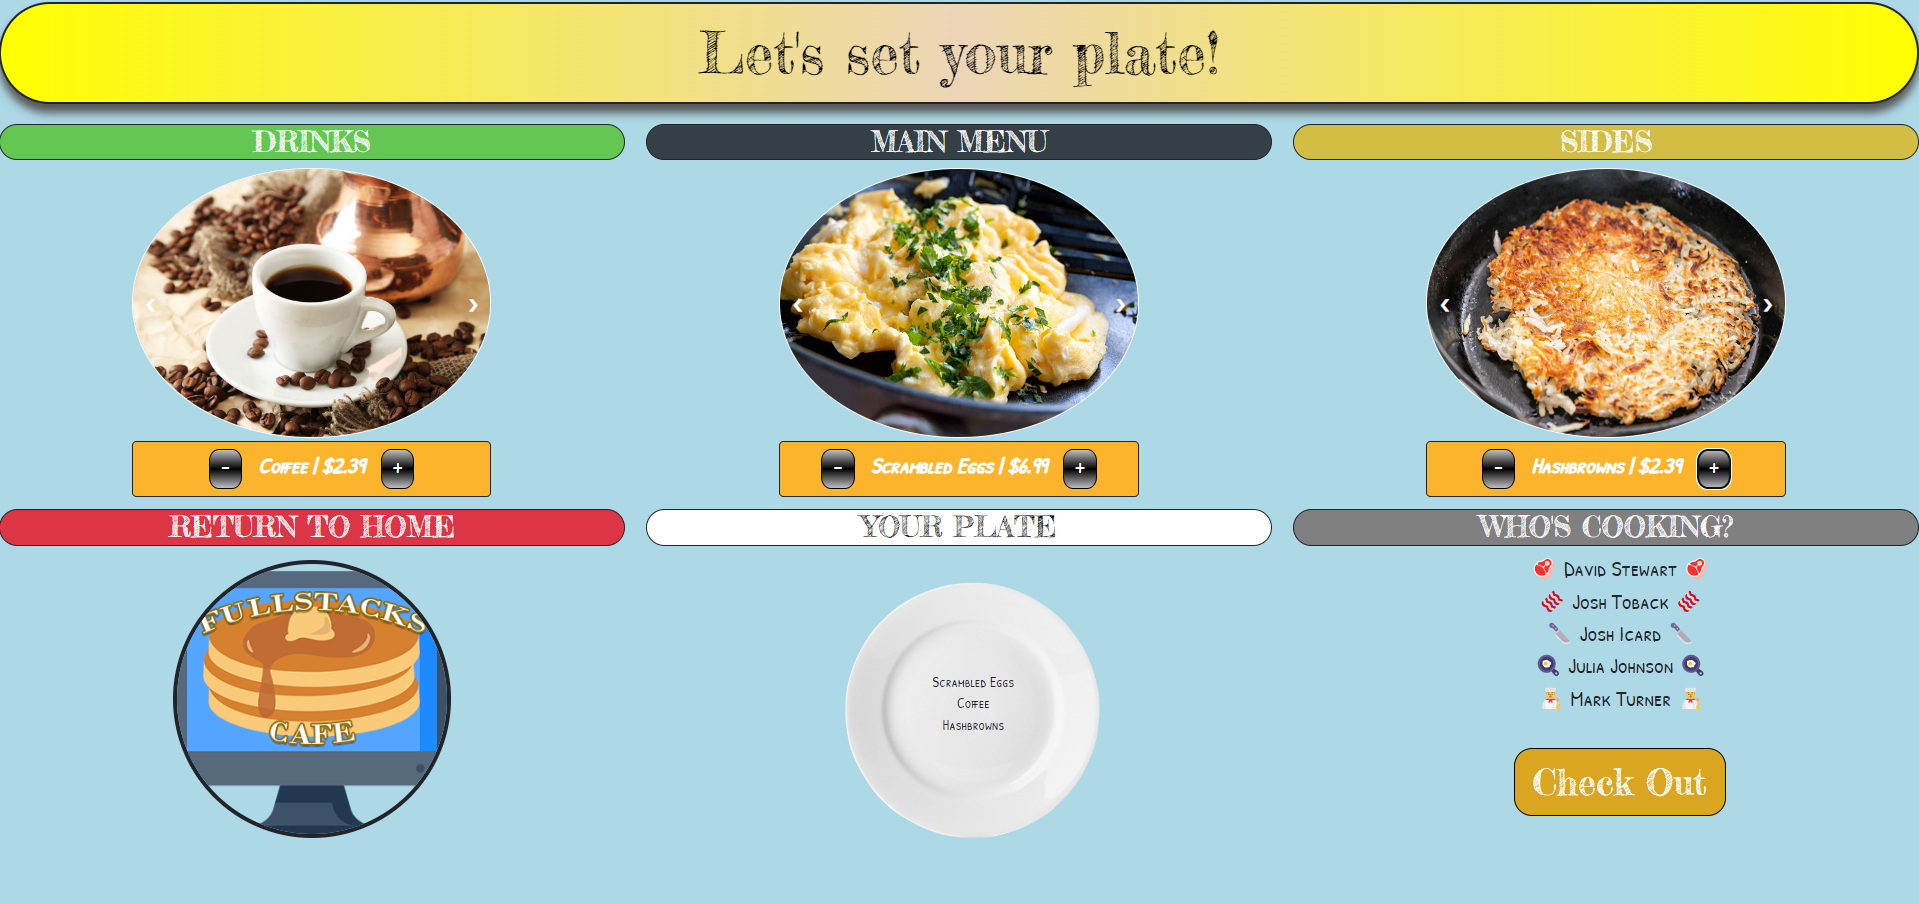 Let's set your plate!
DRINKS
MAIN MENU
SIDES
‹ ›
‹ ›
‹ ›
- Coffee | $2.39 +
- Scrambled Eggs | $6.99 +
- Hashbrowns | $2.39 +
RETURN TO HOME
YOUR PLATE
WHO'S COOKING?
FULLSTACKS
CAFE
Scrambled Eggs
Coffee
Hashbrowns
David Stewart
Josh Toback
Josh Icard
Julia Johnson
Mark Turner
Check Out